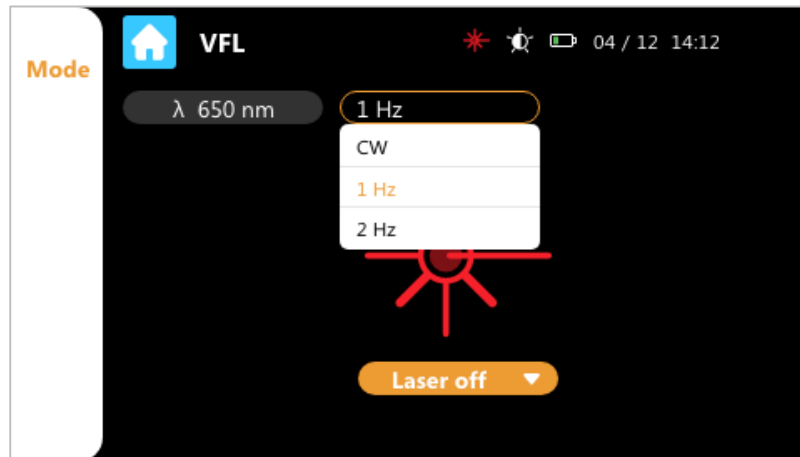 VFL 04 / 12 14:12
Mode
λ 650 nm 1 Hz
CW
1 Hz
2 Hz
Laser off